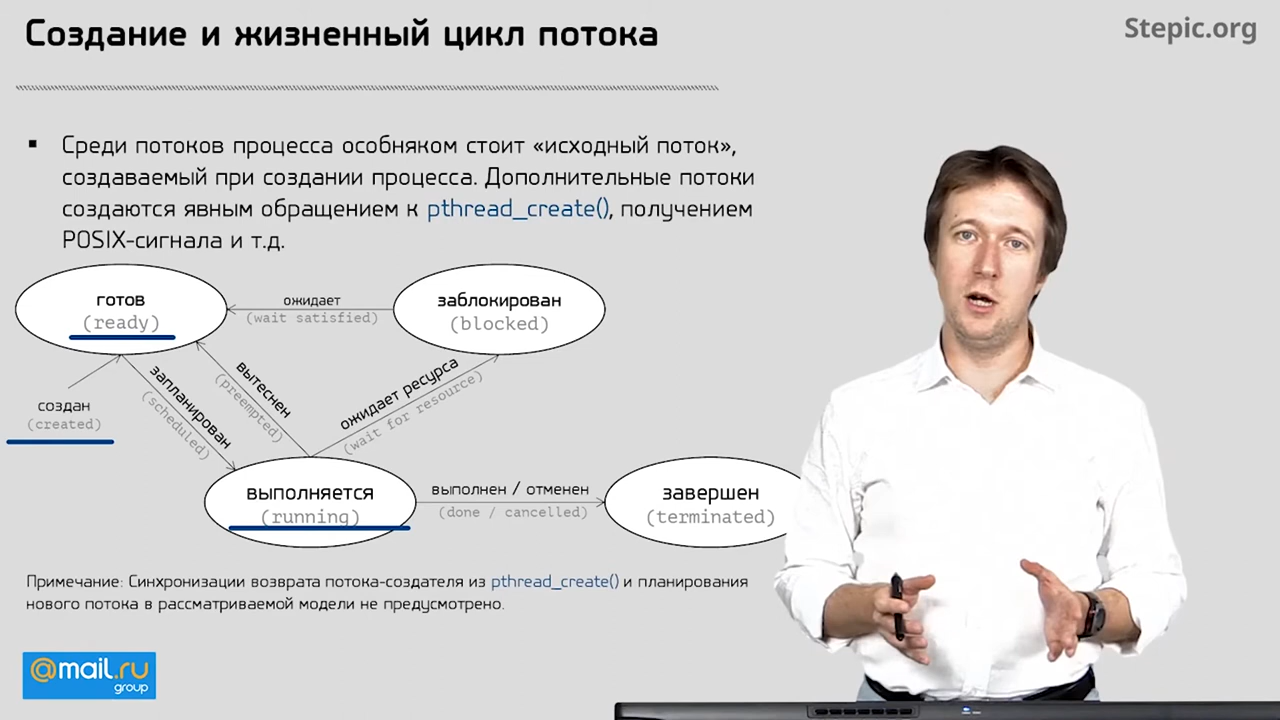 Создание и жизненный цикл потока
Stepic.org
▪ Среди потоков процесса особняком стоит «исходный поток»,
создаваемый при создании процесса. Дополнительные потоки
создаются явным обращением к pthread_create(), получением
POSIX-сигнала и т.д.
готов
(ready)
ожидает
(wait satisfied)
заблокирован
(blocked)
создан
(created)
запланирован
(scheduled)
вытеснен
(preempted)
ожидает ресурса
(wait for resource)
выполняется
(running)
выполнен / отменен
(done / cancelled)
завершен
(terminated)
Примечание: Синхронизации возврата потока-создателя из pthread_create() и планирования
нового потока в рассматриваемой модели не предусмотрено.
@mail.ru
group